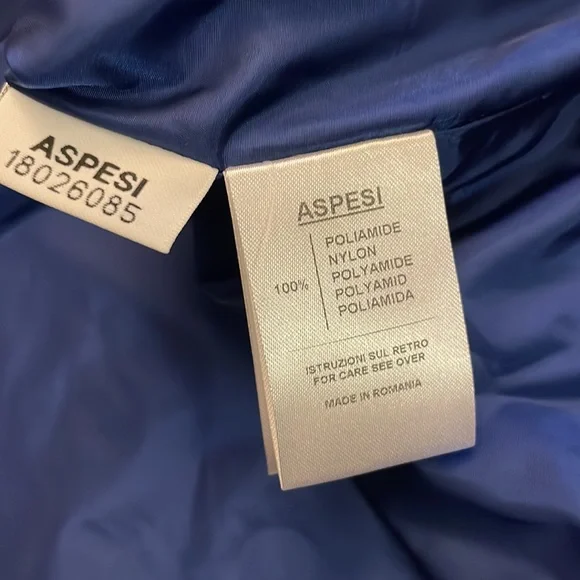 ASPESI
18026085
ASPESI
100%
POLIAMIDE
NYLON
POLYAMIDE
POLYAMID
POLIAMIDA
ISTRUZIONI SUL RETRO
FOR CARE SEE OVER
MADE IN ROMANIA